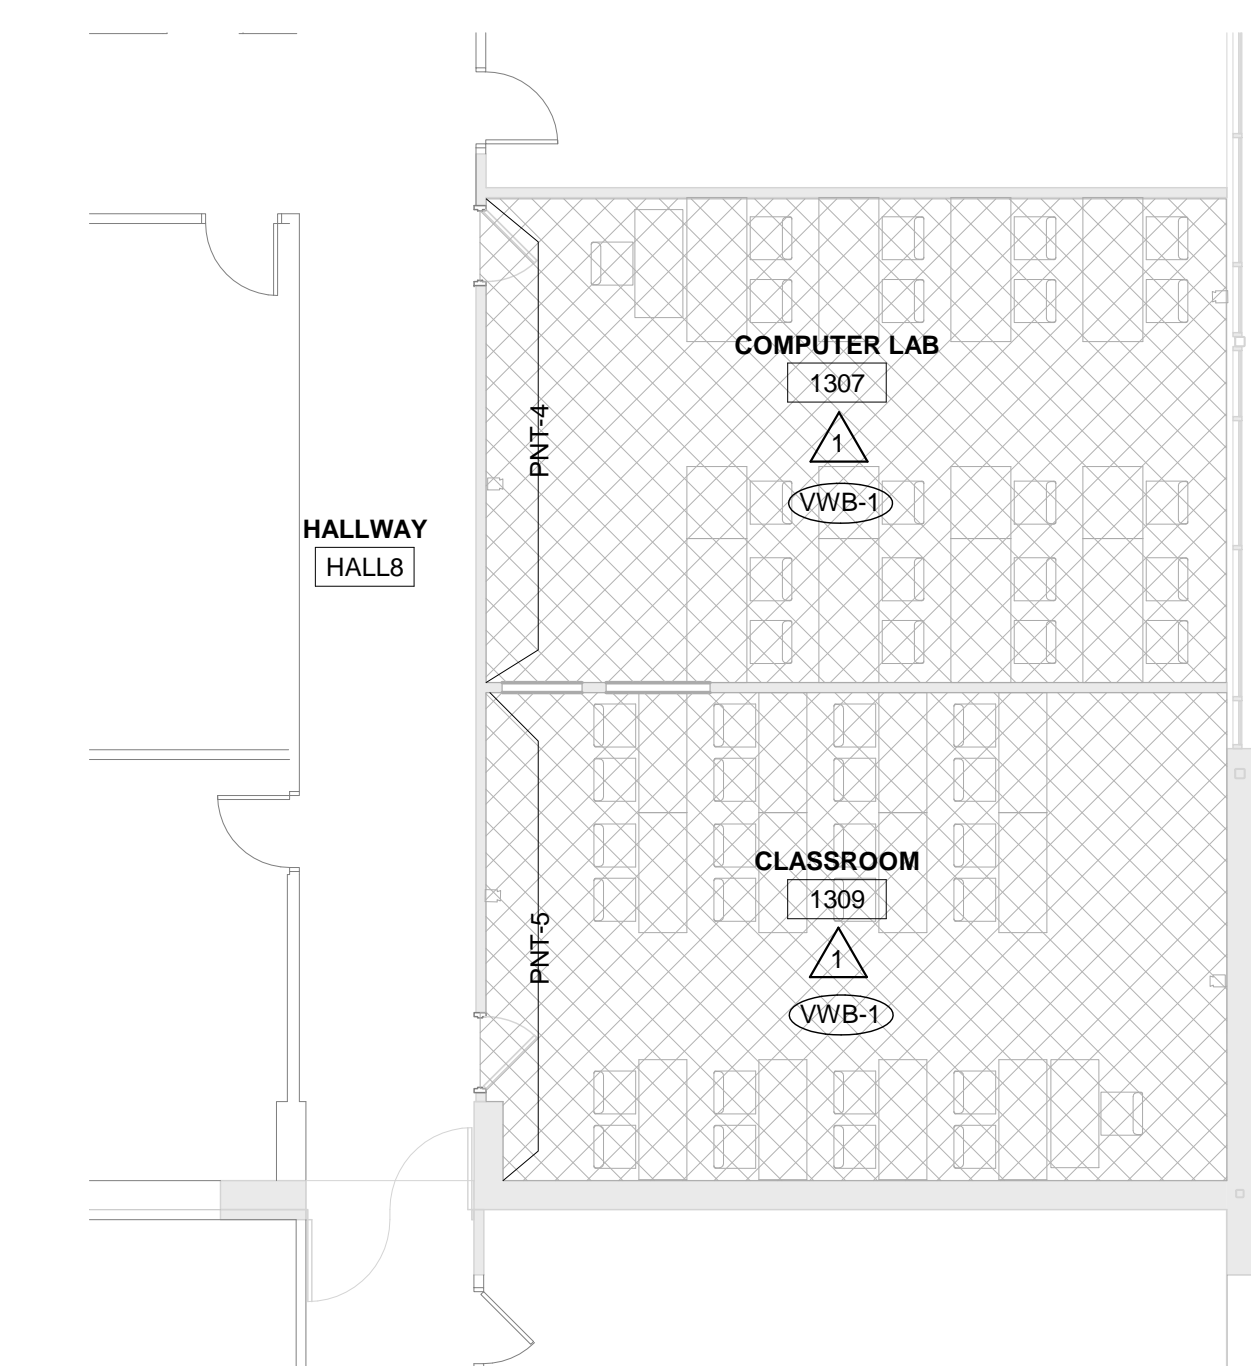 COMPUTER LAB
1307
1
VWB-1
PNT-4
HALLWAY
HALL8
CLASSROOM
1309
1
VWB-1
PNT-5